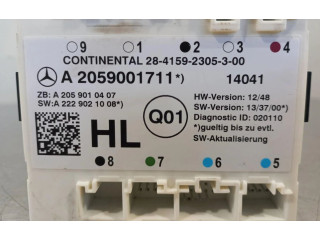 9 1 2 3 4
CONTINENTAL 28-4159-2305-3-00
A 2059001711*) 14041
ZB: A 205 901 04 07
SW:A 222 902 10 08*)
HW-Version: 12/48
SW-Version: 13/37/00*)
Diagnostic ID: 020110
*)gueltig bis zu evtl.
SW-Aktualisierung
HL
Q01
8 7 6 5